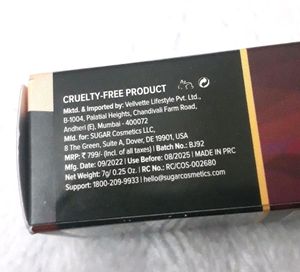 CRUELTY-FREE PRODUCT
Mktd. & Imported by: Vellvette Lifestyle Pvt. Ltd.,
B-1004, Palatial Heights, Chandivali Farm Road,
Andheri (E), Mumbai - 400072
Mfd. for: SUGAR Cosmetics LLC.
8 The Green, Suite A, Dover, DE 19901, USA
MRP: ₹ 799/- (Incl. of all taxes) | Batch No.: BJ92
Mfg. Date: 09/2022 | Use Before: 08/2025 | MADE IN PRC
Net Weight: 7g/ 0.25 Oz. | RC No.: RC/COS-002680
Support: 1800-209-9933 | hello@sugarcosmetics.com